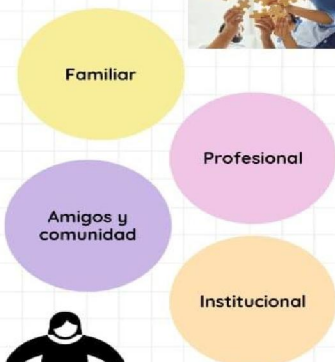 Familiar
Profesional
Amigos y
comunidad
Institucional